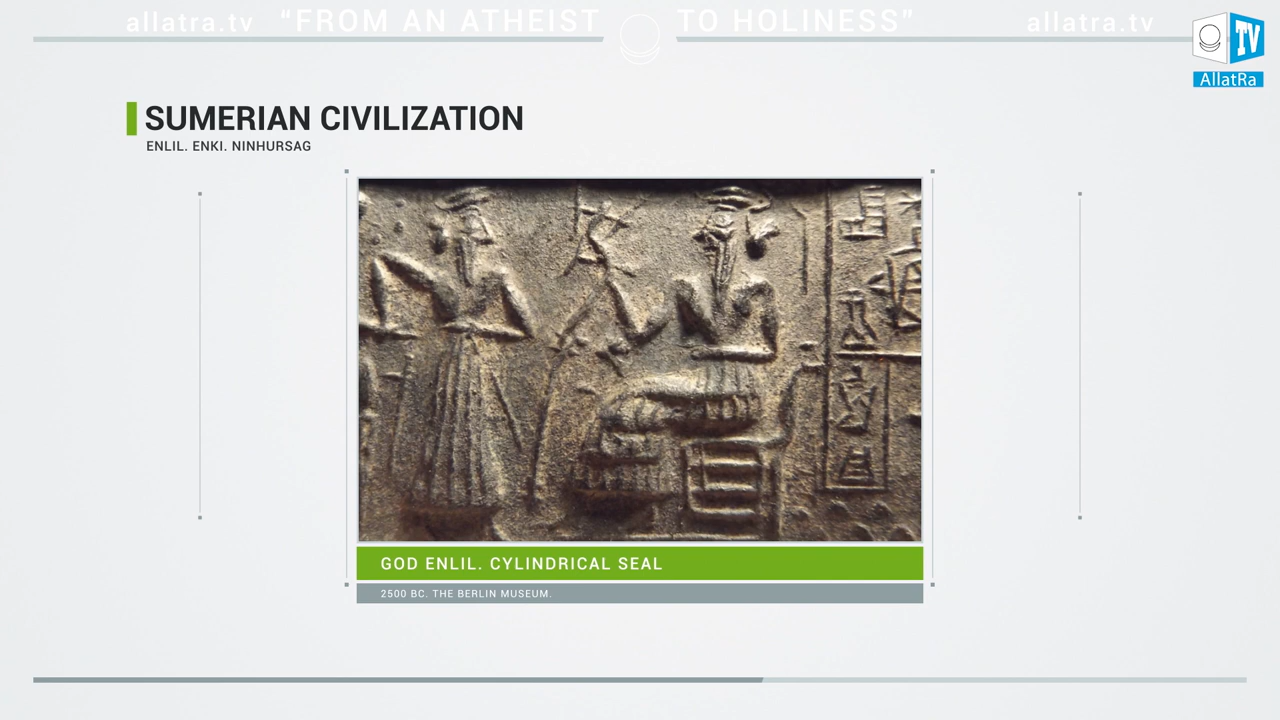 allatra.tv “FROM AN ATHEIST TO HOLINESS” allatra.tv
TV
AllatRa
SUMERIAN CIVILIZATION
ENLIL. ENKI. NINHURSAG
GOD ENLIL. CYLINDRICAL SEAL
2500 BC. THE BERLIN MUSEUM.